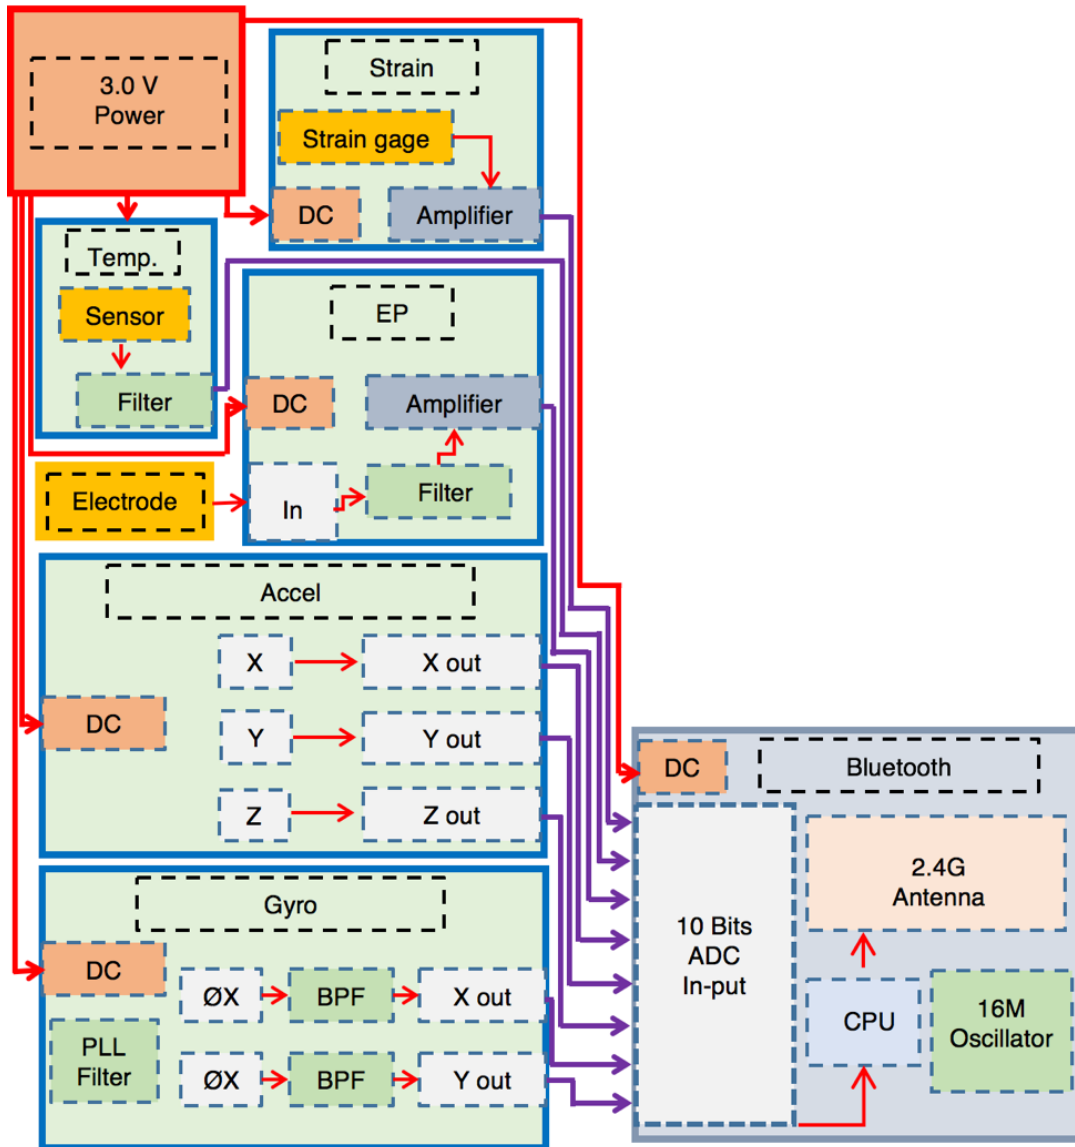 3.0 V
Power
Strain
Strain gage
DC
Amplifier
Temp.
Sensor
Filter
EP
DC
Amplifier
Electrode
In
Filter
Accel
X
X out
DC
Y
Y out
Z
Z out
Gyro
DC
ØX
BPF
X out
PLL
Filter
ØX
BPF
Y out
DC
Bluetooth
10 Bits
ADC
In-put
2.4G
Antenna
CPU
16M
Oscillator